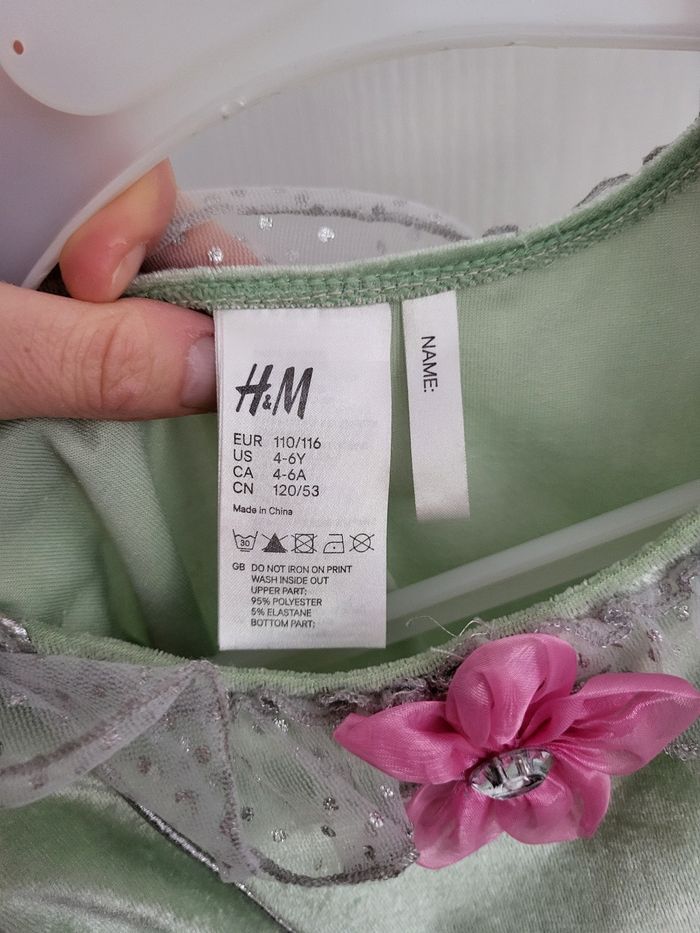 H&M
EUR 110/116
US 4-6Y
CA 4-6A
CN 120/53
Made in China
30
GB DO NOT IRON ON PRINT
WASH INSIDE OUT
UPPER PART:
95% POLYESTER
5% ELASTANE
BOTTOM PART:
NAME: